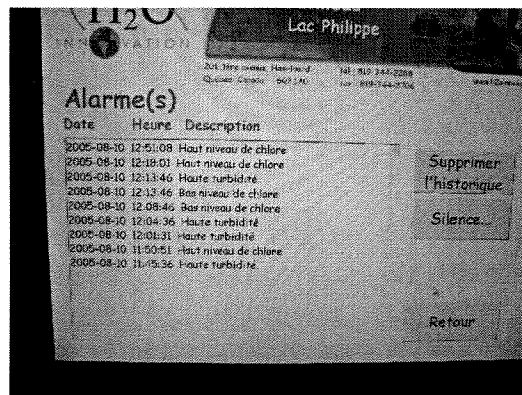 H2O
INNOVATION
Lac Philippe
Québec Canada
Alarme(s)
Date Heure Description
2005-08-10 12:51:08 Haut niveau de chlore
2005-08-10 12:18:01 Haut niveau de chlore
2005-08-10 12:13:46 Haute turbidité
2005-08-10 12:13:46 Bas niveau de chlore
2005-08-10 12:08:46 Bas niveau de chlore
2005-08-10 12:04:36 Haute turbidité
2005-08-10 12:01:31 Haute turbidité
2005-08-10 11:50:51 Haut niveau de chlore
2005-08-10 11:45:36 Haute turbidité
Supprimer
l'historique
Silence...
Retour